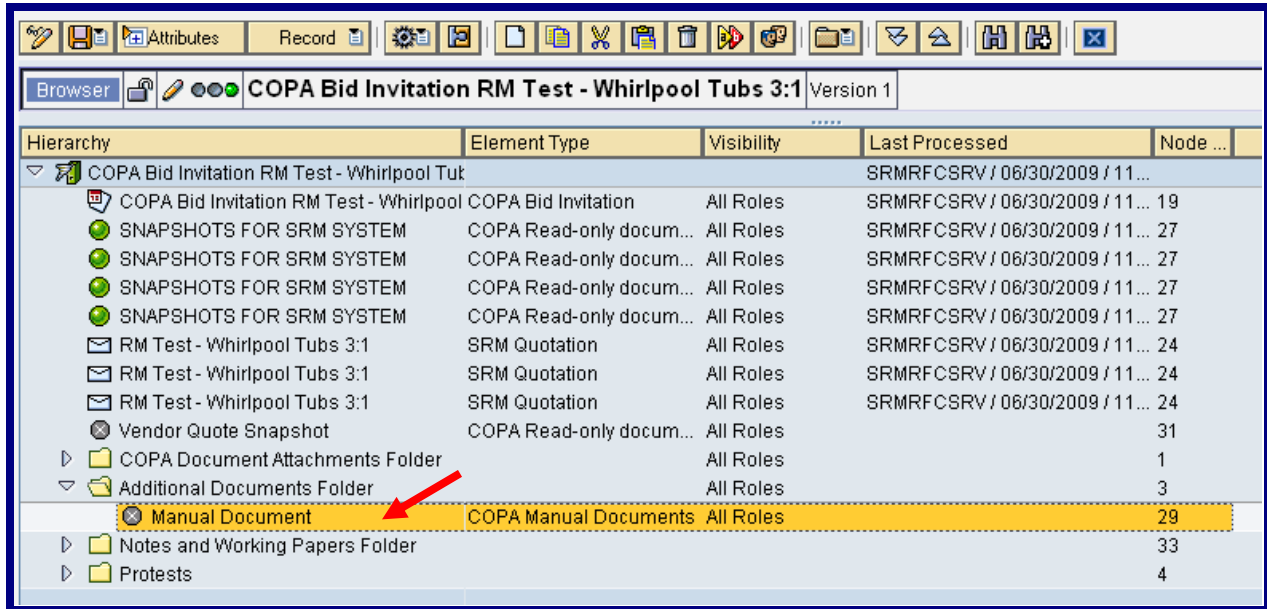 Attributes Record
Browser COPA Bid Invitation RM Test - Whirlpool Tubs 3:1 Version 1
Hierarchy Element Type Visibility Last Processed Node ...
COPA Bid Invitation RM Test - Whirlpool Tub SRMRFCSRV / 06/30/2009 / 11...
COPA Bid Invitation RM Test - Whirlpool COPA Bid Invitation All Roles SRMRFCSRV / 06/30/2009 / 11... 19
SNAPSHOTS FOR SRM SYSTEM COPA Read-only docum... All Roles SRMRFCSRV / 06/30/2009 / 11... 27
SNAPSHOTS FOR SRM SYSTEM COPA Read-only docum... All Roles SRMRFCSRV / 06/30/2009 / 11... 27
SNAPSHOTS FOR SRM SYSTEM COPA Read-only docum... All Roles SRMRFCSRV / 06/30/2009 / 11... 27
SNAPSHOTS FOR SRM SYSTEM COPA Read-only docum... All Roles SRMRFCSRV / 06/30/2009 / 11... 27
RM Test - Whirlpool Tubs 3:1 SRM Quotation All Roles SRMRFCSRV / 06/30/2009 / 11... 24
RM Test - Whirlpool Tubs 3:1 SRM Quotation All Roles SRMRFCSRV / 06/30/2009 / 11... 24
RM Test - Whirlpool Tubs 3:1 SRM Quotation All Roles SRMRFCSRV / 06/30/2009 / 11... 24
Vendor Quote Snapshot COPA Read-only docum... All Roles 31
COPA Document Attachments Folder All Roles 1
Additional Documents Folder All Roles 3
Manual Document COPA Manual Documents All Roles 29
Notes and Working Papers Folder 33
Protests 4